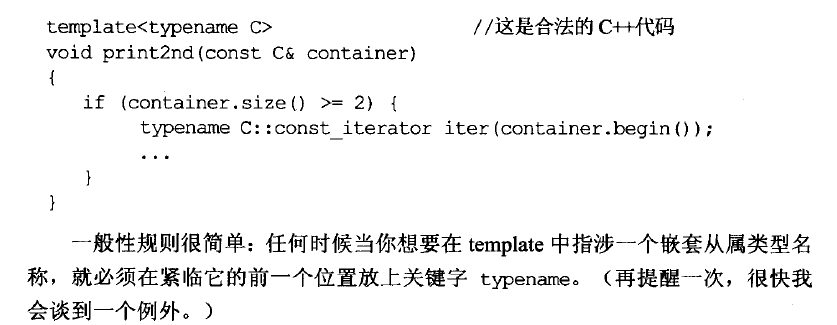 template<typename C> //这是合法的 C++代码
void print2nd(const C& container)
{
if (container.size() >= 2) {
typename C::const_iterator iter(container.begin());
...
}
}
一般性规则很简单：任何时候当你想要在 template 中指涉一个嵌套从属类型名
称，就必须在紧临它的前一个位置放上关键字 typename。（再提醒一次，很快我
会谈到一个例外。）